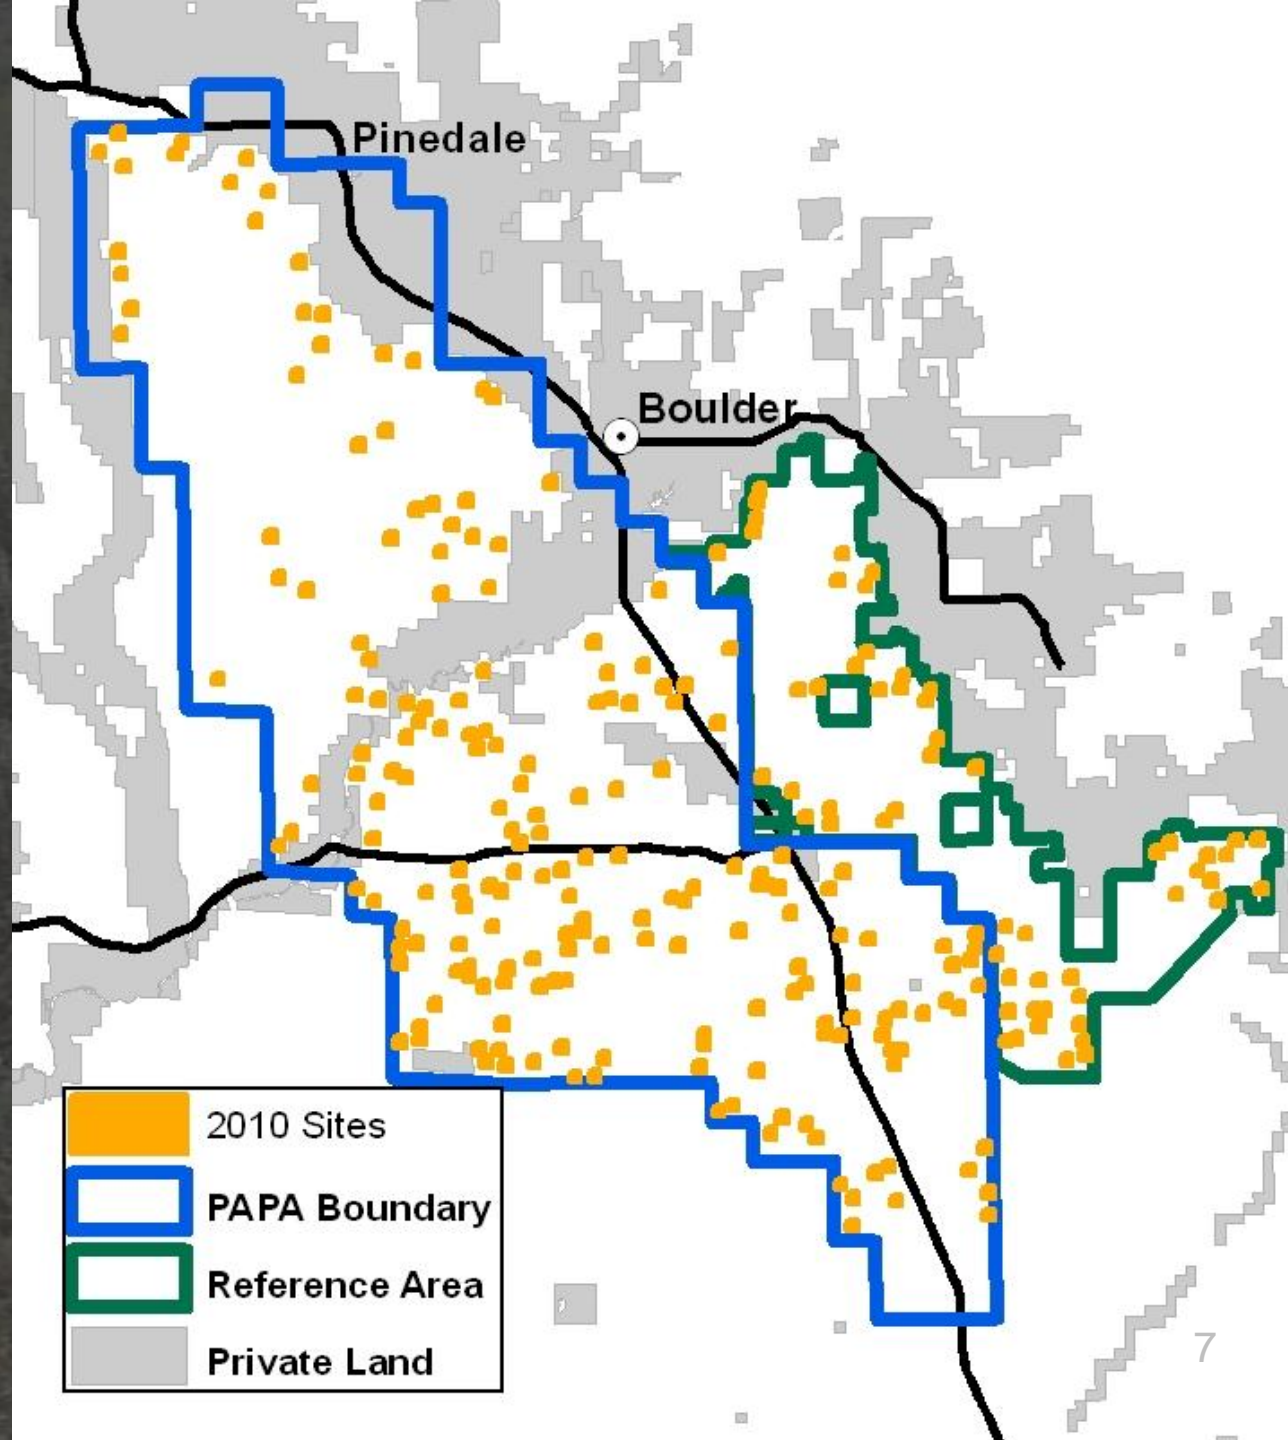 Pinedale
Boulder
2010 Sites
PAPA Boundary
Reference Area
Private Land
7